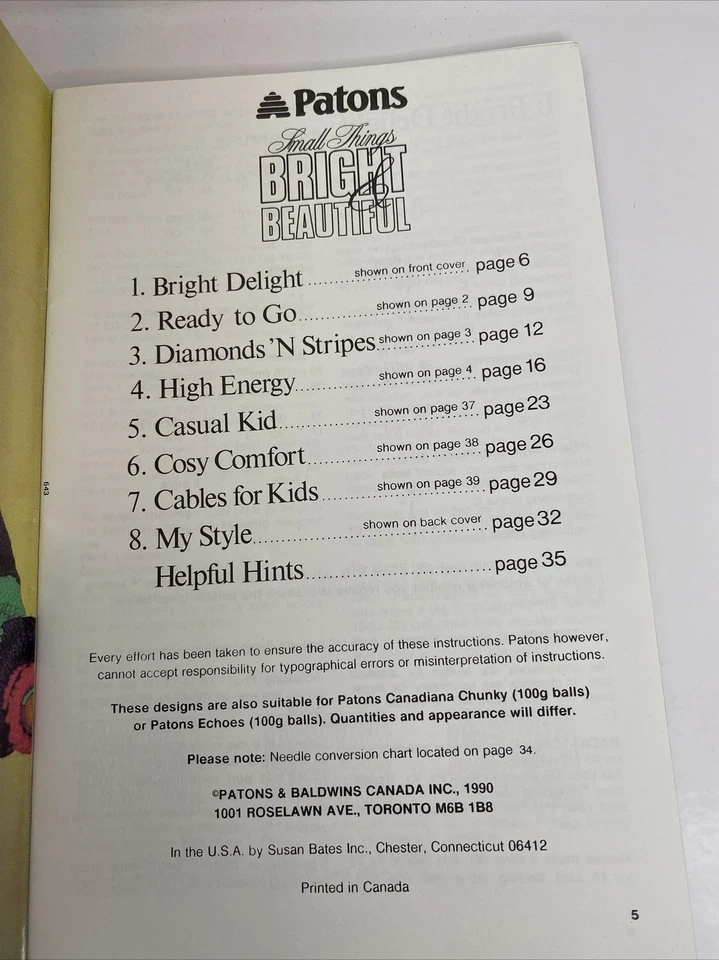 Patons
Small Things
BRIGHT
&
BEAUTIFUL
1. Bright Delight ........ shown on front cover page 6
2. Ready to Go ........ shown on page 2 page 9
3. Diamonds 'N Stripes shown on page 3 page 12
4. High Energy ........ shown on page 4 page 16
5. Casual Kid ........ shown on page 37 page 23
6. Cosy Comfort ........ shown on page 38 page 26
7. Cables for Kids ........ shown on page 39 page 29
8. My Style ........ shown on back cover page 32
Helpful Hints ........ page 35
643
Every effort has been taken to ensure the accuracy of these instructions. Patons however,
cannot accept responsibility for typographical errors or misinterpretation of instructions.
These designs are also suitable for Patons Canadiana Chunky (100g balls)
or Patons Echoes (100g balls). Quantities and appearance will differ.
Please note: Needle conversion chart located on page 34.
©PATONS & BALDWINS CANADA INC., 1990
1001 ROSELAWN AVE., TORONTO M6B 1B8
In the U.S.A. by Susan Bates Inc., Chester, Connecticut 06412
Printed in Canada
5